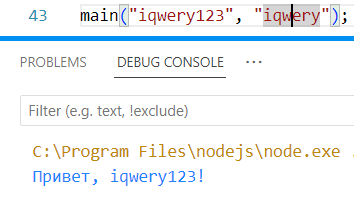 43 main("iqwery123", "iqwery");
PROBLEMS DEBUG CONSOLE ...
Filter (e.g. text, !exclude)
C:\Program Files\nodejs\node.exe .
Привет, iqwery123!